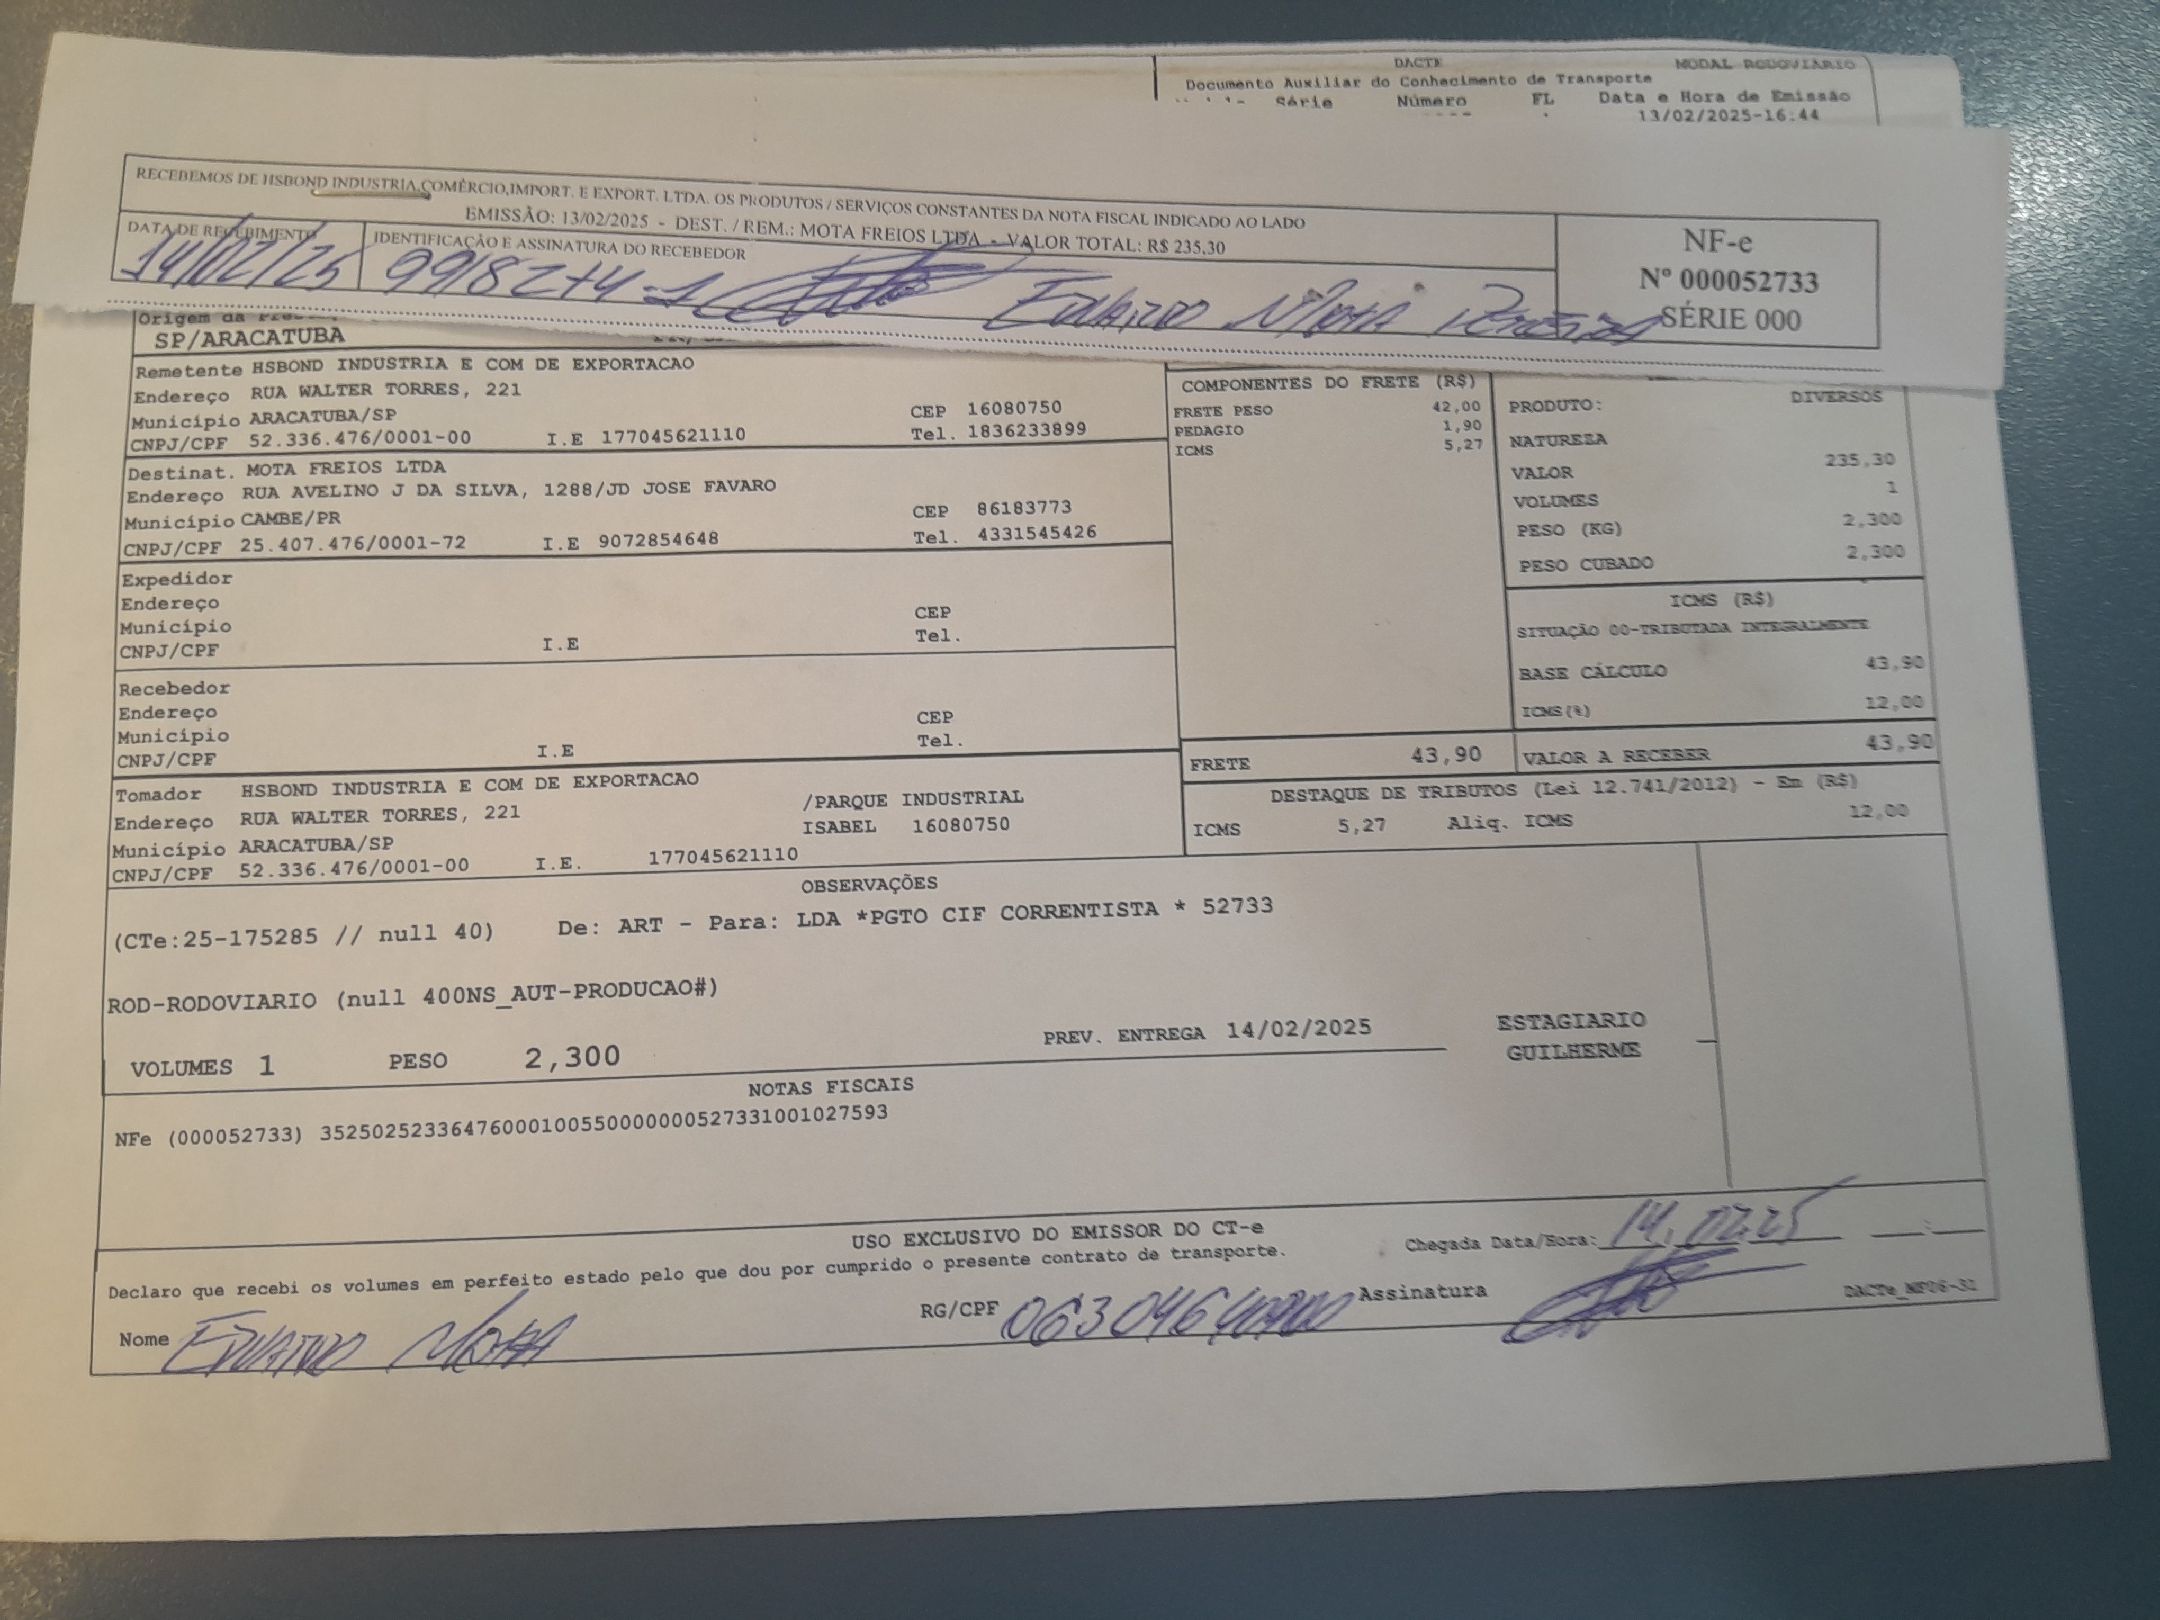 DACTE
MODAL RODOVIÁRIO
Documento Auxiliar do Conhecimento de Transporte
Série Número FL Data e Hora de Emissão
13/02/2025-16:44
RECEBEMOS DE HSBOND INDUSTRIA,COMÉRCIO,IMPORT. E EXPORT. LTDA. OS PRODUTOS / SERVIÇOS CONSTANTES DA NOTA FISCAL INDICADO AO LADO
EMISSÃO: 13/02/2025 - DEST. / REM.: MOTA FREIOS LTDA - VALOR TOTAL: R$ 235,30
DATA DE RECEBIMENTO
IDENTIFICAÇÃO E ASSINATURA DO RECEBEDOR
14/02/25
Eduardo Mota
NF-e
Nº 000052733
SÉRIE 000
Origem da
SP/ARACATUBA
Remetente HSBOND INDUSTRIA E COM DE EXPORTACAO
Endereço RUA WALTER TORRES, 221
Município ARACATUBA/SP CEP 16080750
CNPJ/CPF 52.336.476/0001-00 I.E 177045621110 Tel. 1836233899
Destinat. MOTA FREIOS LTDA
Endereço RUA AVELINO J DA SILVA, 1288/JD JOSE FAVARO
Município CAMBE/PR CEP 86183773
CNPJ/CPF 25.407.476/0001-72 I.E 9072854648 Tel. 4331545426
Expedidor
Endereço
Município CEP
CNPJ/CPF I.E Tel.
Recebedor
Endereço
Município CEP
CNPJ/CPF I.E Tel.
Tomador HSBOND INDUSTRIA E COM DE EXPORTACAO
Endereço RUA WALTER TORRES, 221 /PARQUE INDUSTRIAL
ISABEL 16080750
Município ARACATUBA/SP
CNPJ/CPF 52.336.476/0001-00 I.E. 177045621110
COMPONENTES DO FRETE (R$)
FRETE PESO 42,00
PEDAGIO 1,90
ICMS 5,27
PRODUTO: DIVERSOS
NATUREZA
VALOR 235,30
VOLUMES 1
PESO (KG) 2,300
PESO CUBADO 2,300
ICMS (R$)
SITUAÇÃO 00-TRIBUTADA INTEGRALMENTE
BASE CÁLCULO 43,90
ICMS(%) 12,00
FRETE 43,90
VALOR A RECEBER 43,90
DESTAQUE DE TRIBUTOS (Lei 12.741/2012) - Em (R$)
ICMS 5,27 Aliq. ICMS 12,00
OBSERVAÇÕES
(CTe:25-175285 // null 40) De: ART - Para: LDA *PGTO CIF CORRENTISTA * 52733
ROD-RODOVIARIO (null 400NS_AUT-PRODUCAO#)
VOLUMES 1 PESO 2,300 PREV. ENTREGA 14/02/2025
ESTAGIARIO
GUILHERME
NOTAS FISCAIS
NFe (000052733) 35250252336476000100550000000527331001027593
USO EXCLUSIVO DO EMISSOR DO CT-e
Declaro que recebi os volumes em perfeito estado pelo que dou por cumprido o presente contrato de transporte.
Chegada Data/Hora: 14.02.25
Nome Eduardo Mota RG/CPF Assinatura